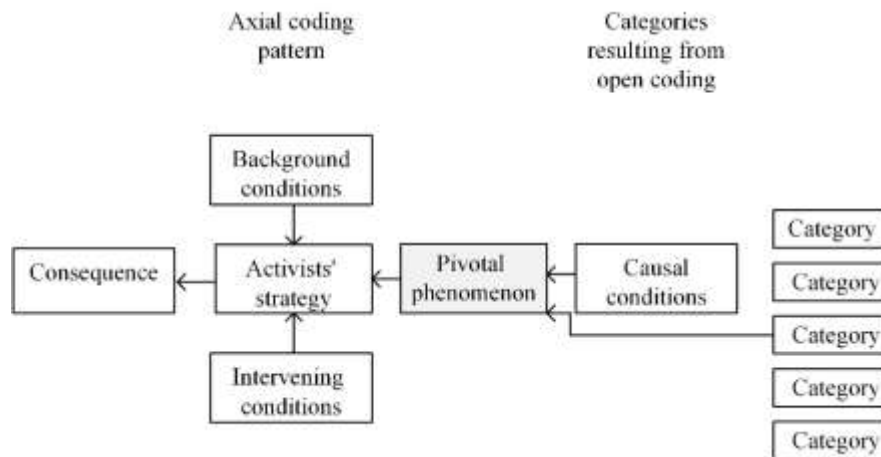 Axial coding
pattern
Categories
resulting from
open coding
Background
conditions
Category
Consequence
Activists'
strategy
Pivotal
phenomenon
Causal
conditions
Category
Category
Intervening
conditions
Category
Category